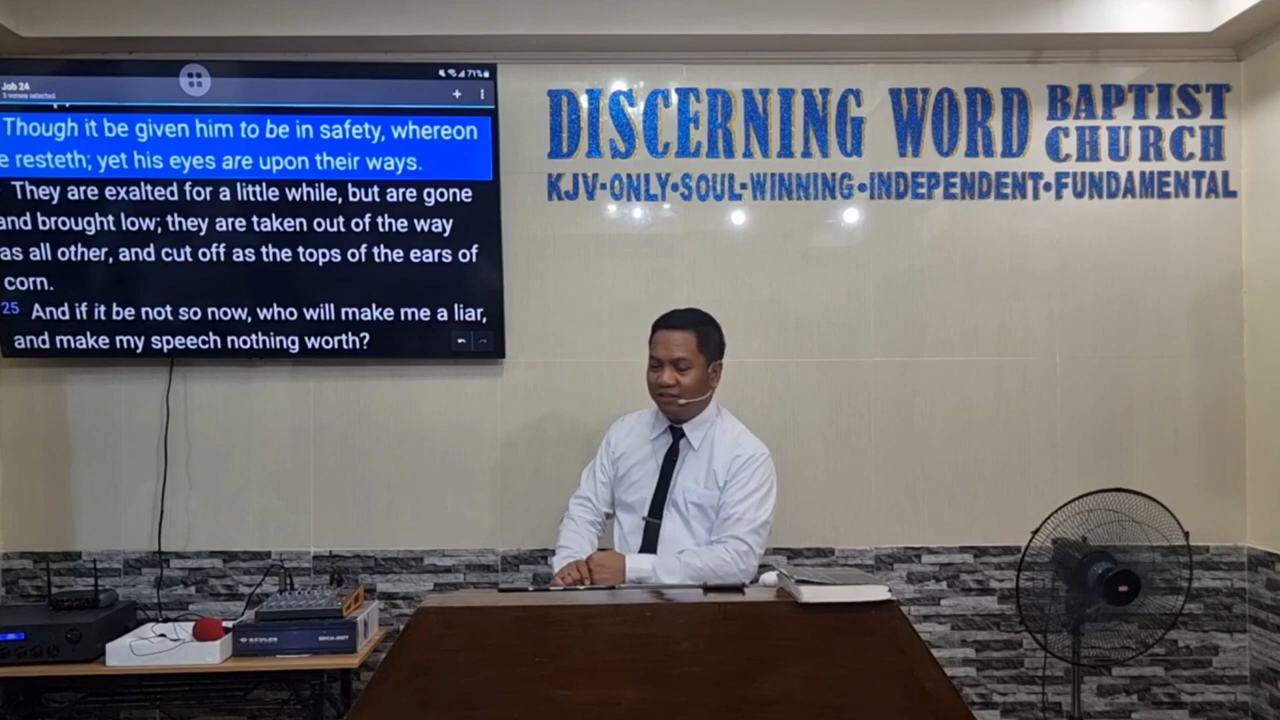 71%
Job 24
3 verses selected
Though it be given him to be in safety, whereon
e resteth; yet his eyes are upon their ways.
They are exalted for a little while, but are gone
and brought low; they are taken out of the way
as all other, and cut off as the tops of the ears of
corn.
25 And if it be not so now, who will make me a liar,
and make my speech nothing worth?
DISCERNING WORD BAPTIST CHURCH
KJV-ONLY•SOUL-WINNING•INDEPENDENT•FUNDAMENTAL